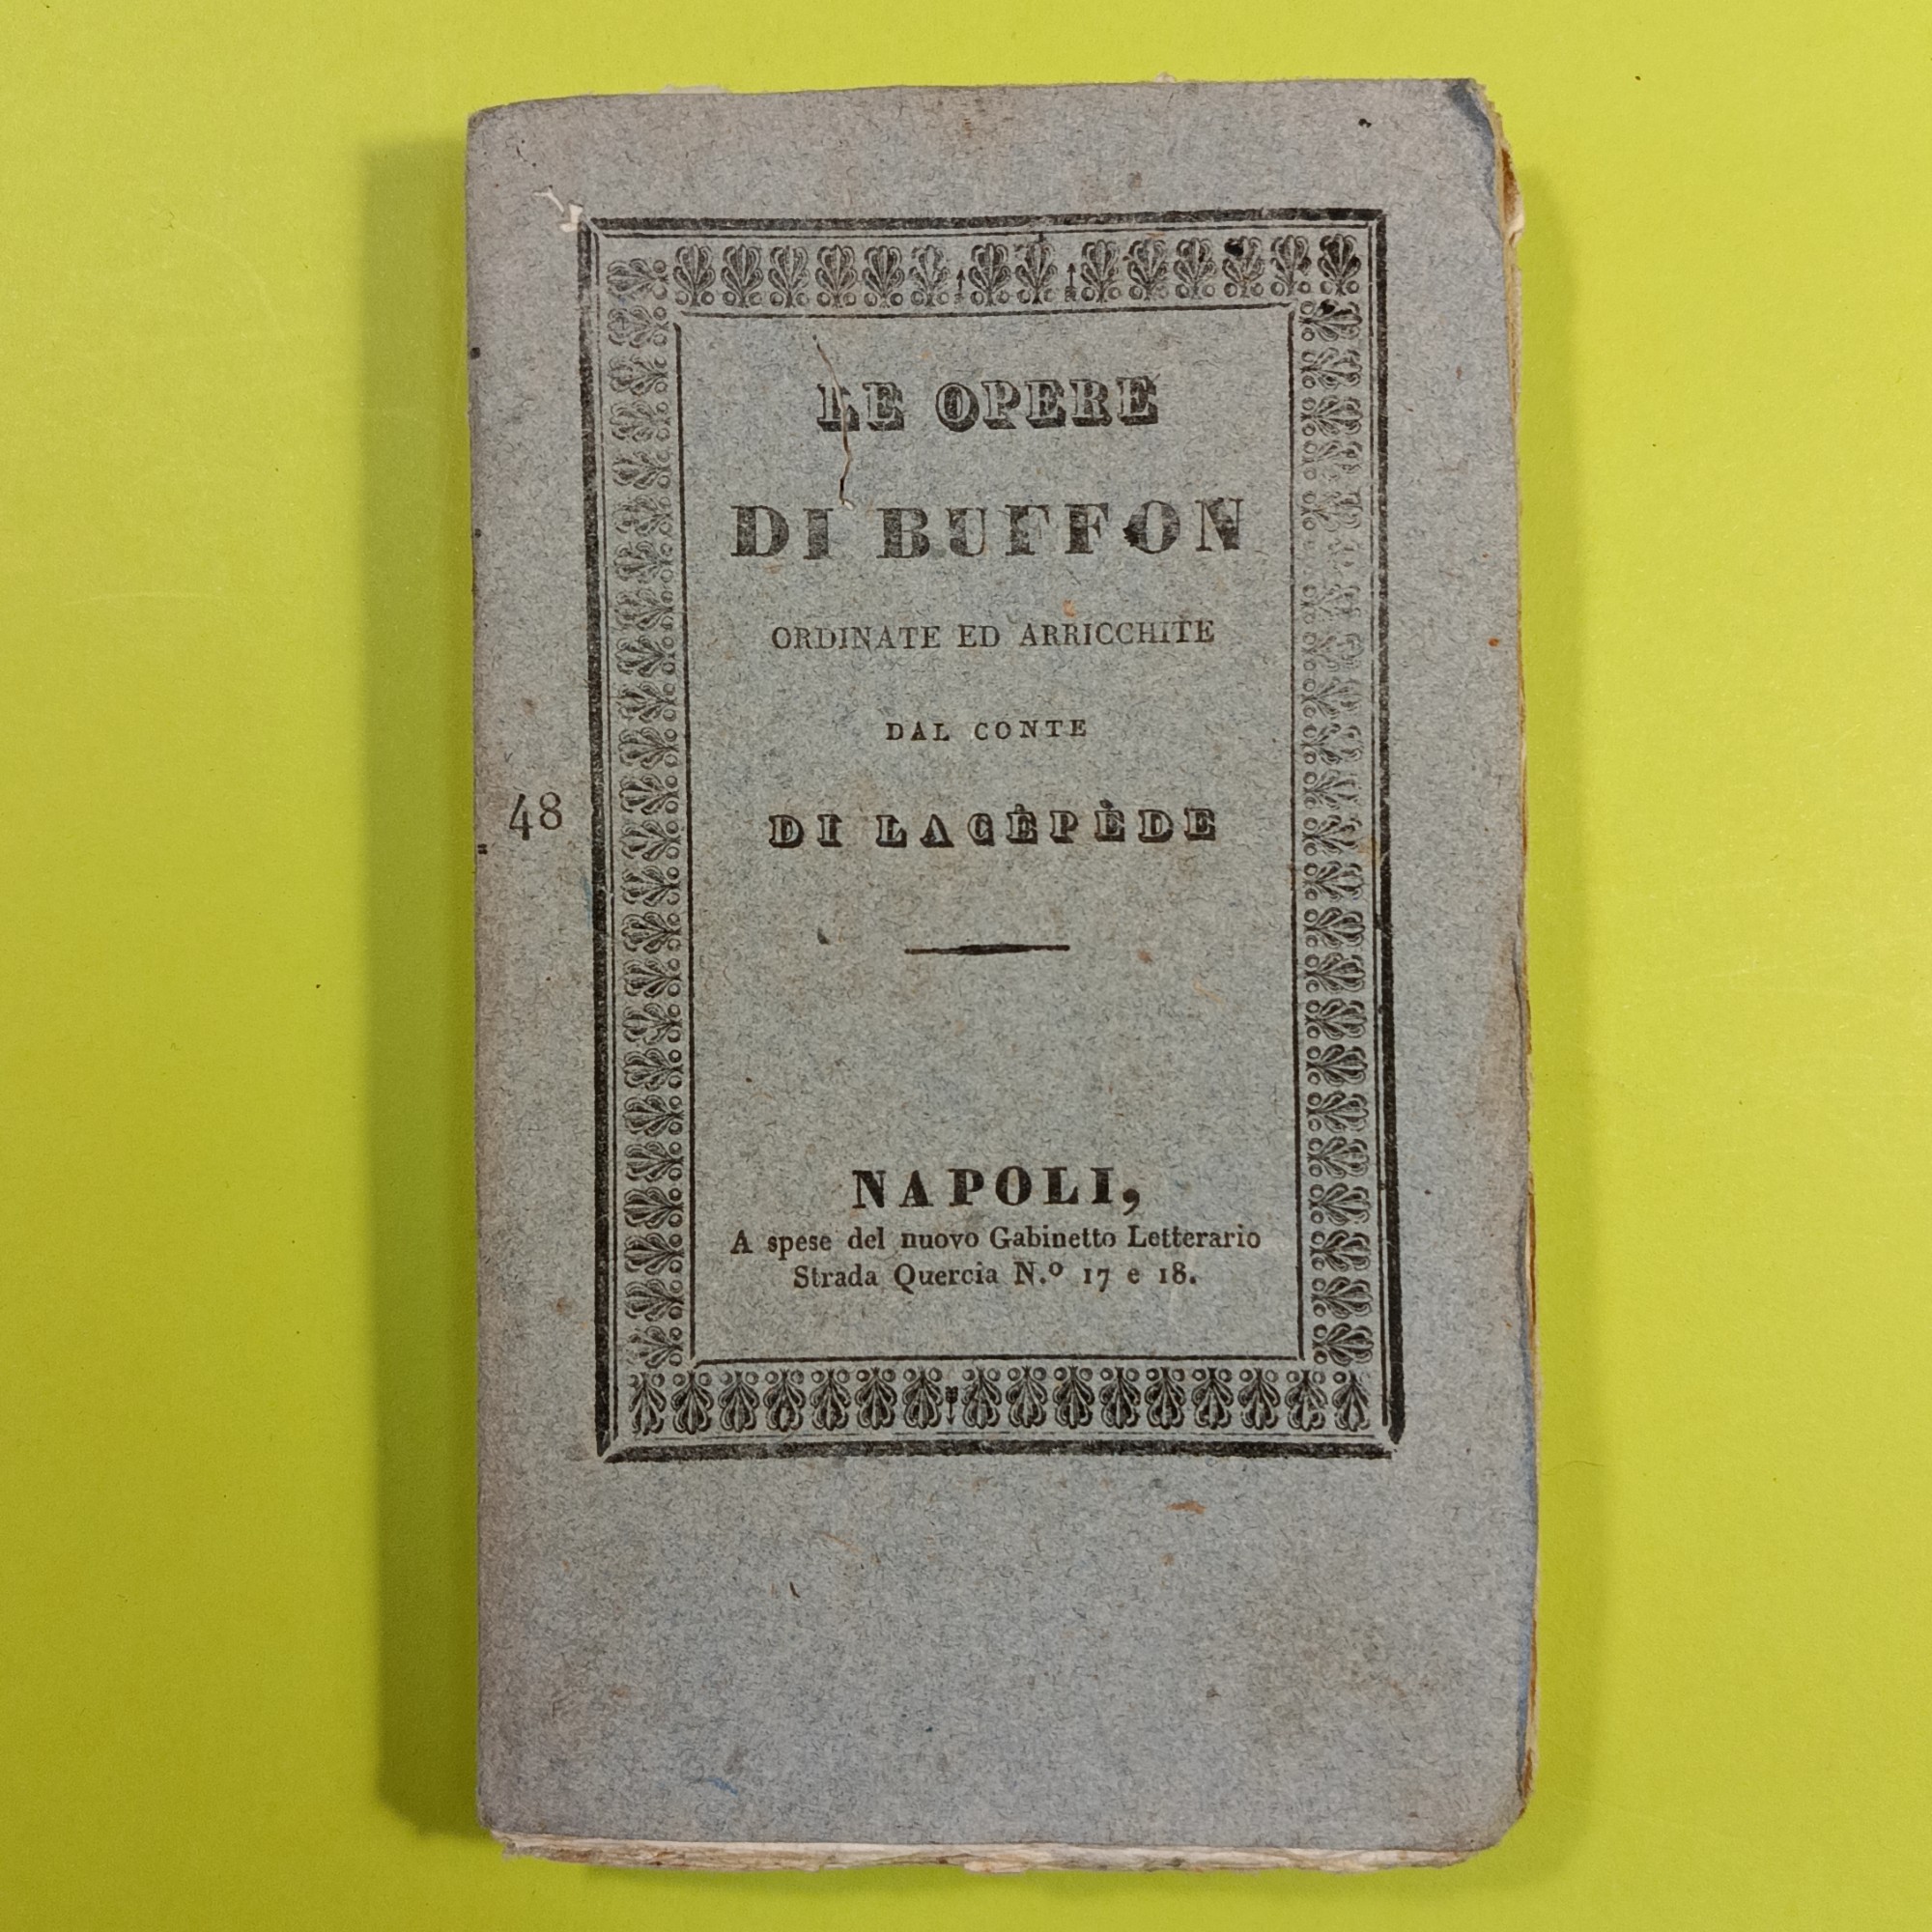 LE OPERE
DI BUFFON
ORDINATE ED ARRICCHITE
DAL CONTE
DI LACÈPÈDE
48
NAPOLI,
A spese del nuovo Gabinetto Letterario
Strada Quercia N.º 17 e 18.